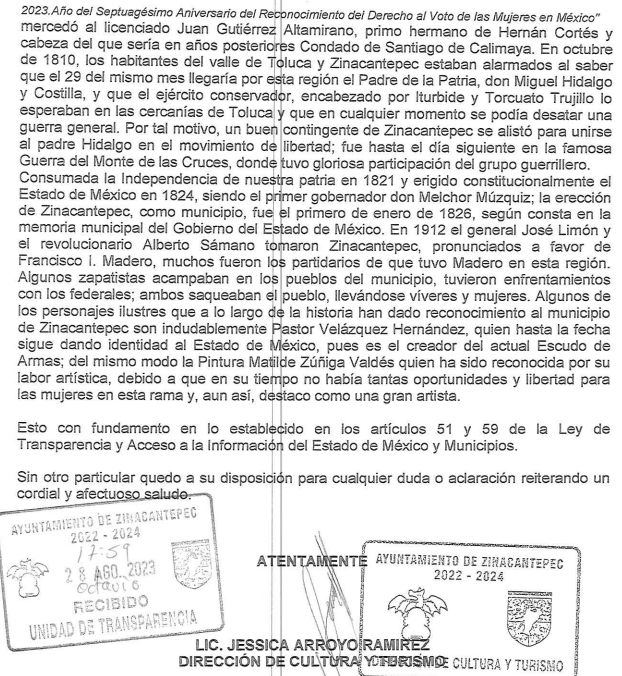 2023.Año del Septuagésimo Aniversario del Reconocimiento del Derecho al Voto de las Mujeres en México"
mercedó al licenciado Juan Gutiérrez Altamirano, primo hermano de Hernán Cortés y
cabeza del que sería en años posteriores Condado de Santiago de Calimaya. En octubre
de 1810, los habitantes del valle de Toluca y Zinacantepec estaban alarmados al saber
que el 29 del mismo mes llegaría por esta región el Padre de la Patria, don Miguel Hidalgo
y Costilla, y que el ejército conservador, encabezado por Iturbide y Torcuato Trujillo lo
esperaban en las cercanías de Toluca y que en cualquier momento se podía desatar una
guerra general. Por tal motivo, un buen contingente de Zinacantepec se alistó para unirse
al padre Hidalgo en el movimiento de libertad; fue hasta el día siguiente en la famosa
Guerra del Monte de las Cruces, donde tuvo gloriosa participación del grupo guerrillero.
Consumada la Independencia de nuestra patria en 1821 y erigido constitucionalmente el
Estado de México en 1824, siendo el primer gobernador don Melchor Múzquiz; la erección
de Zinacantepec, como municipio, fue el primero de enero de 1826, según consta en la
memoria municipal del Gobierno del Estado de México. En 1912 el general José Limón y
el revolucionario Alberto Sámano tomaron Zinacantepec, pronunciados a favor de
Francisco I. Madero, muchos fueron los partidarios de que tuvo Madero en esta región.
Algunos zapatistas acampaban en los pueblos del municipio, tuvieron enfrentamientos
con los federales; ambos saqueaban el pueblo, llevándose víveres y mujeres. Algunos de
los personajes ilustres que a lo largo de la historia han dado reconocimiento al municipio
de Zinacantepec son indudablemente Pastor Velázquez Hernández, quien hasta la fecha
sigue dando identidad al Estado de México, pues es el creador del actual Escudo de
Armas; del mismo modo la Pintura Matilde Zúñiga Valdés quien ha sido reconocida por su
labor artística, debido a que en su tiempo no había tantas oportunidades y libertad para
las mujeres en esta rama y, aun así, destaco como una gran artista.
Esto con fundamento en lo establecido en los artículos 51 y 59 de la Ley de
Transparencia y Acceso a la Información del Estado de México y Municipios.
Sin otro particular quedo a su disposición para cualquier duda o aclaración reiterando un
cordial y afectuoso saludo.
AYUNTAMIENTO DE ZINACANTEPEC
2022 - 2024
17:59
28 AGO. 2023
Octavio
RECIBIDO
UNIDAD DE TRANSPARENCIA
ATENTAMENTE
AYUNTAMIENTO DE ZINACANTEPEC
2022 - 2024
LIC. JESSICA ARROYO RAMIREZ
DIRECCIÓN DE CULTURA Y TURISMO
DE CULTURA Y TURISMO